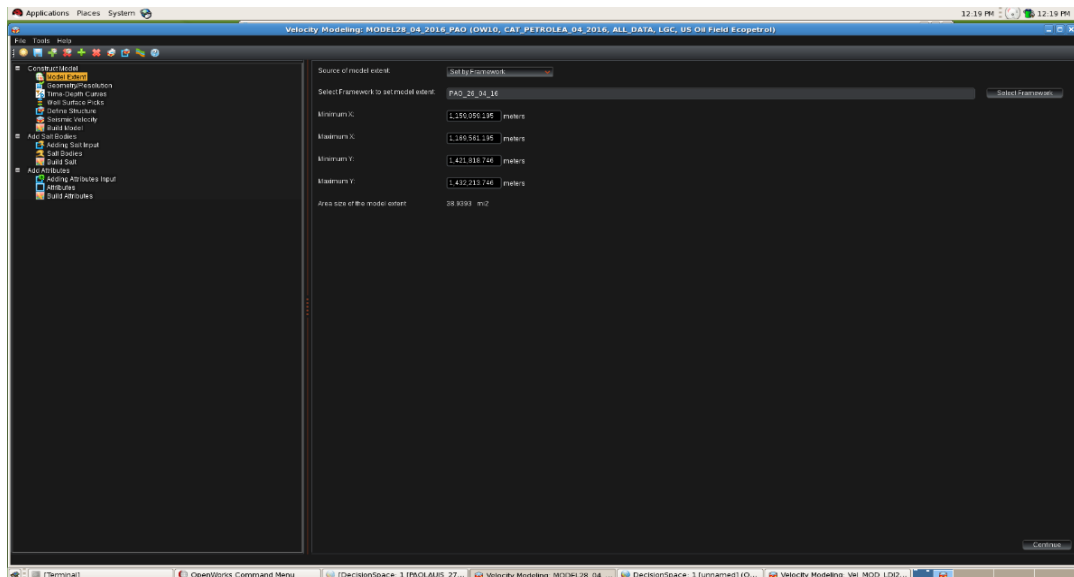 Applications Places System 12:19 PM 12:19 PM
Velocity Modeling: MODEL28_04_2016_PAO (OW10, CAT_PETROLEA_04_2016, ALL_DATA, LGC, US Oil Field Ecopetrol)
File Tools Help
Construct Model
Model Extent
Geometry/Resolution
Time-Depth Curves
Well Surface Picks
Define Structure
Seismic Velocity
Build Model
Add Salt Bodies
Adding Salt Input
Salt Bodies
Build Salt
Add Attributes
Adding Attributes Input
Attributes
Build Attributes
Source of model extent: Set by Framework
Select Framework to set model extent: PAO_26_04_16 Select Framework
Minimum X: 1,159,059.195 meters
Maximum X: 1,169,561.195 meters
Minimum Y: 1,421,818.746 meters
Maximum Y: 1,432,213.746 meters
Area size of the model extent 38.9393 mi2
Continue
[Terminal] OpenWorks Command Menu [DecisionSpace: 1 [PAOLAUS_27... Velocity Modeling: MODEL28_04... DecisionSpace: 1 [unnamed] (O... Velocity Modeling: Vel_MOD_LDI2...